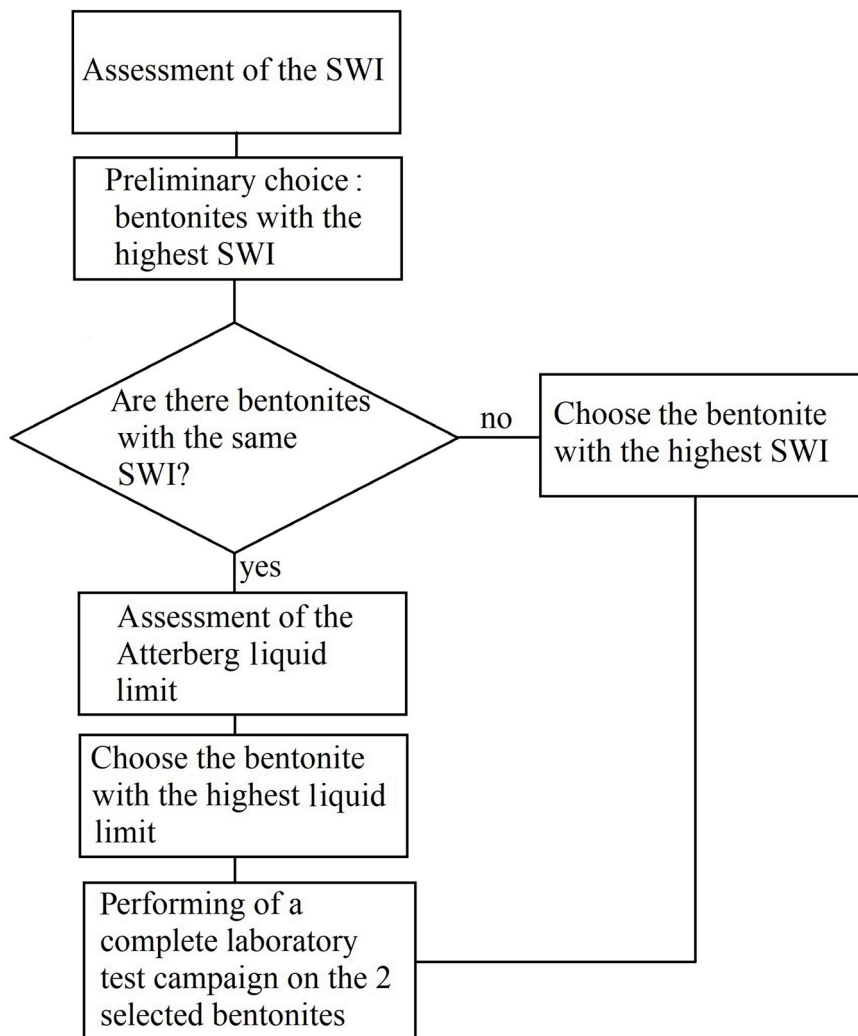 Assessment of the SWI
Preliminary choice :
bentonites with the
highest SWI
Are there bentonites
with the same
SWI?
no
Choose the bentonite
with the highest SWI
yes
Assessment of the
Atterberg liquid
limit
Choose the bentonite
with the highest liquid
limit
Performing of a
complete laboratory
test campaign on the 2
selected bentonites